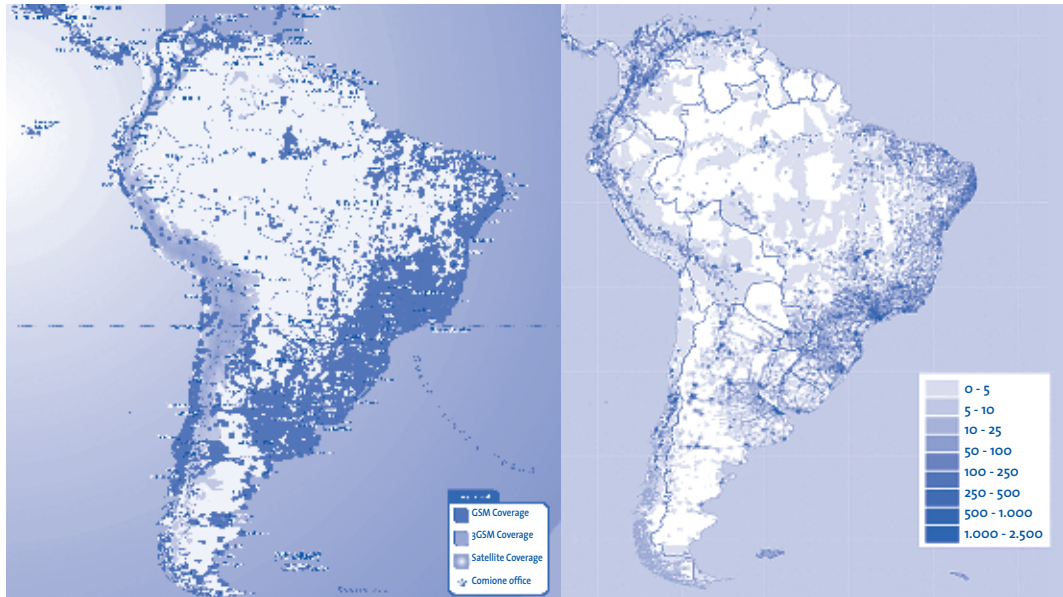 GSM Coverage
3GSM Coverage
Satellite Coverage
Comione office
0 - 5
5 - 10
10 - 25
50 - 100
100 - 250
250 - 500
500 - 1.000
1.000 - 2.500